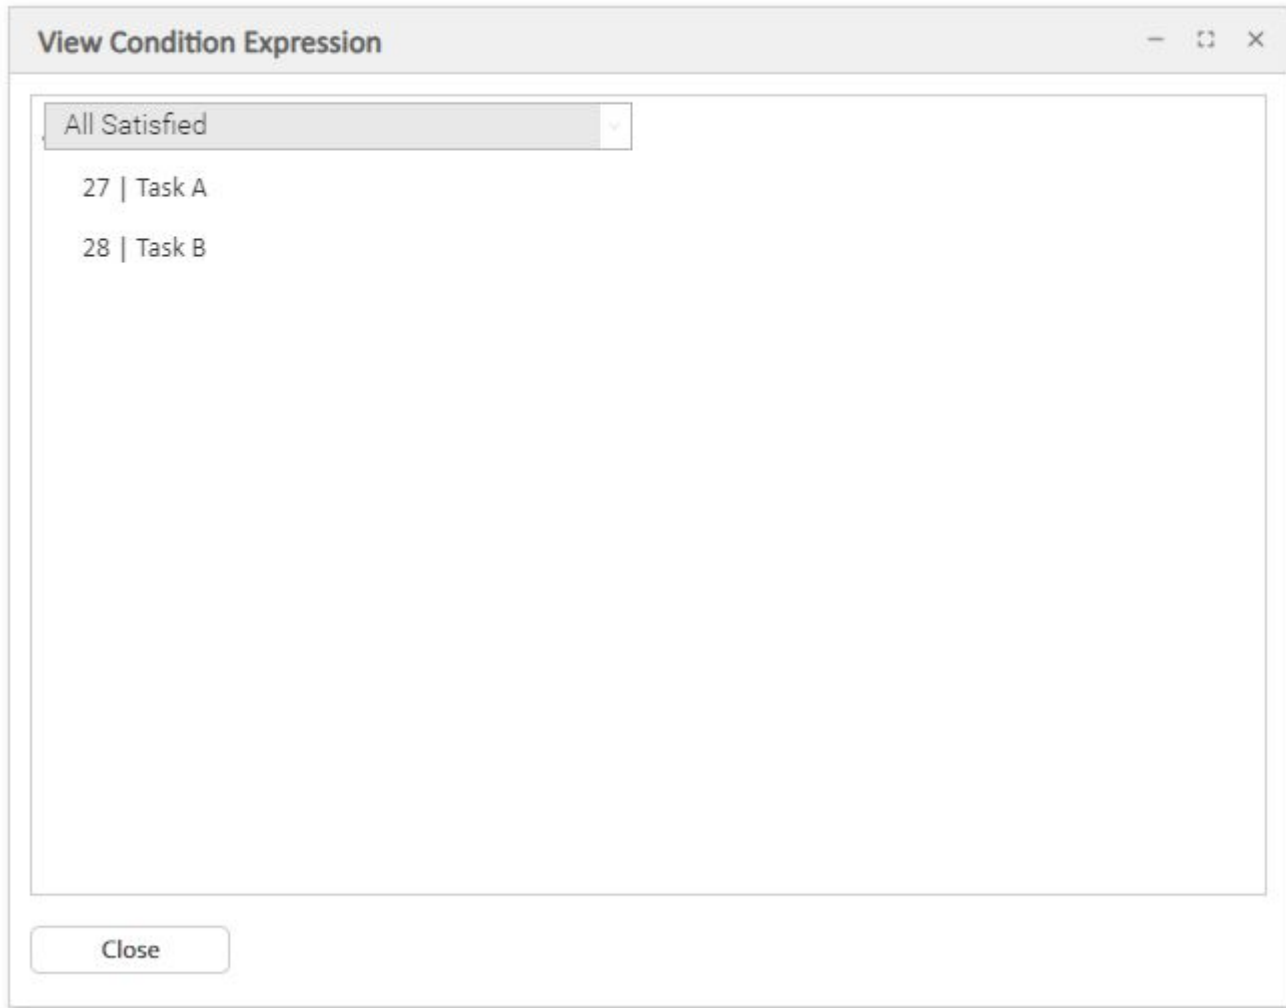 View Condition Expression
All Satisfied
27 | Task A
28 | Task B
Close